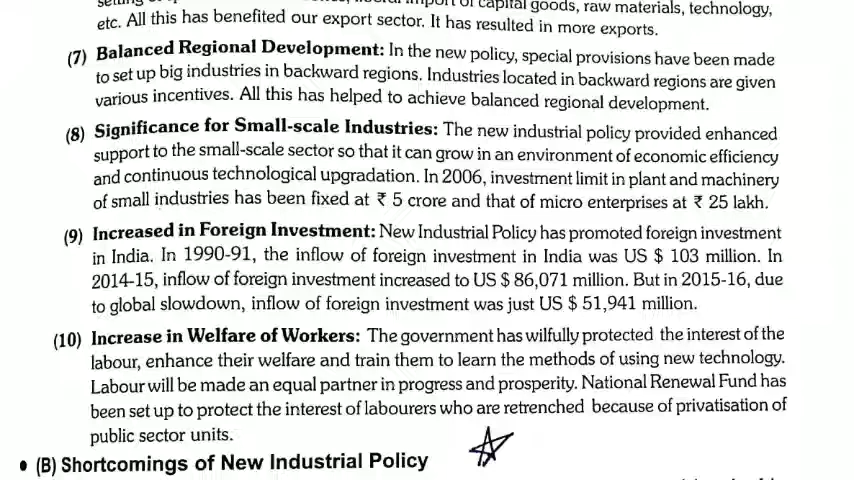 import of capital goods, raw materials, technology,
etc. All this has benefited our export sector. It has resulted in more exports.
(7) Balanced Regional Development: In the new policy, special provisions have been made
to set up big industries in backward regions. Industries located in backward regions are given
various incentives. All this has helped to achieve balanced regional development.
(8) Significance for Small-scale Industries: The new industrial policy provided enhanced
support to the small-scale sector so that it can grow in an environment of economic efficiency
and continuous technological upgradation. In 2006, investment limit in plant and machinery
of small industries has been fixed at ₹ 5 crore and that of micro enterprises at ₹ 25 lakh.
(9) Increased in Foreign Investment: New Industrial Policy has promoted foreign investment
in India. In 1990-91, the inflow of foreign investment in India was US $ 103 million. In
2014-15, inflow of foreign investment increased to US $ 86,071 million. But in 2015-16, due
to global slowdown, inflow of foreign investment was just US $ 51,941 million.
(10) Increase in Welfare of Workers: The government has wilfully protected the interest of the
labour, enhance their welfare and train them to learn the methods of using new technology.
Labour will be made an equal partner in progress and prosperity. National Renewal Fund has
been set up to protect the interest of labourers who are retrenched because of privatisation of
public sector units.
• (B) Shortcomings of New Industrial Policy